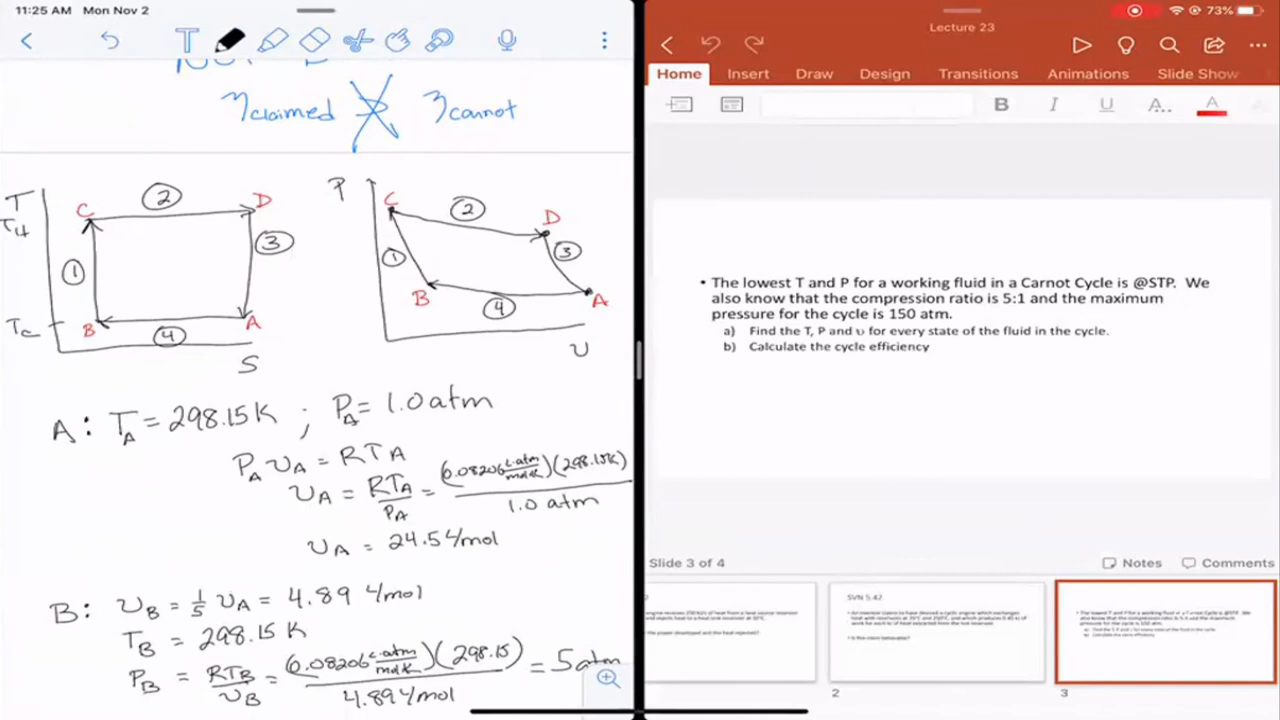 11:25 AM Mon Nov 2
73%
Lecture 23
Home Insert Draw Design Transitions Animations Slide Show
B I U A.. A
ηclaimed ηcannot
T
TH
TC
C ② D
① ③
B ④ A
S
P
C ② D
① ③
B ④ A
υ
A: TA = 298.15K ; PA = 1.0 atm
PA υA = RTA
υA = RTA/PA = (0.08206 L·atm/mol·K)(298.15K)/1.0 atm
υA = 24.5 L/mol
B: υB = 1/5 υA = 4.89 L/mol
TB = 298.15 K
PB = RTB/υB = (0.08206 L·atm/mol·K)(298.15)/4.89 L/mol = 5 atm
• The lowest T and P for a working fluid in a Carnot Cycle is @STP. We
also know that the compression ratio is 5:1 and the maximum
pressure for the cycle is 150 atm.
a) Find the T, P and υ for every state of the fluid in the cycle.
b) Calculate the cycle efficiency
Slide 3 of 4
Notes Comments
SVN 5.42
2
3